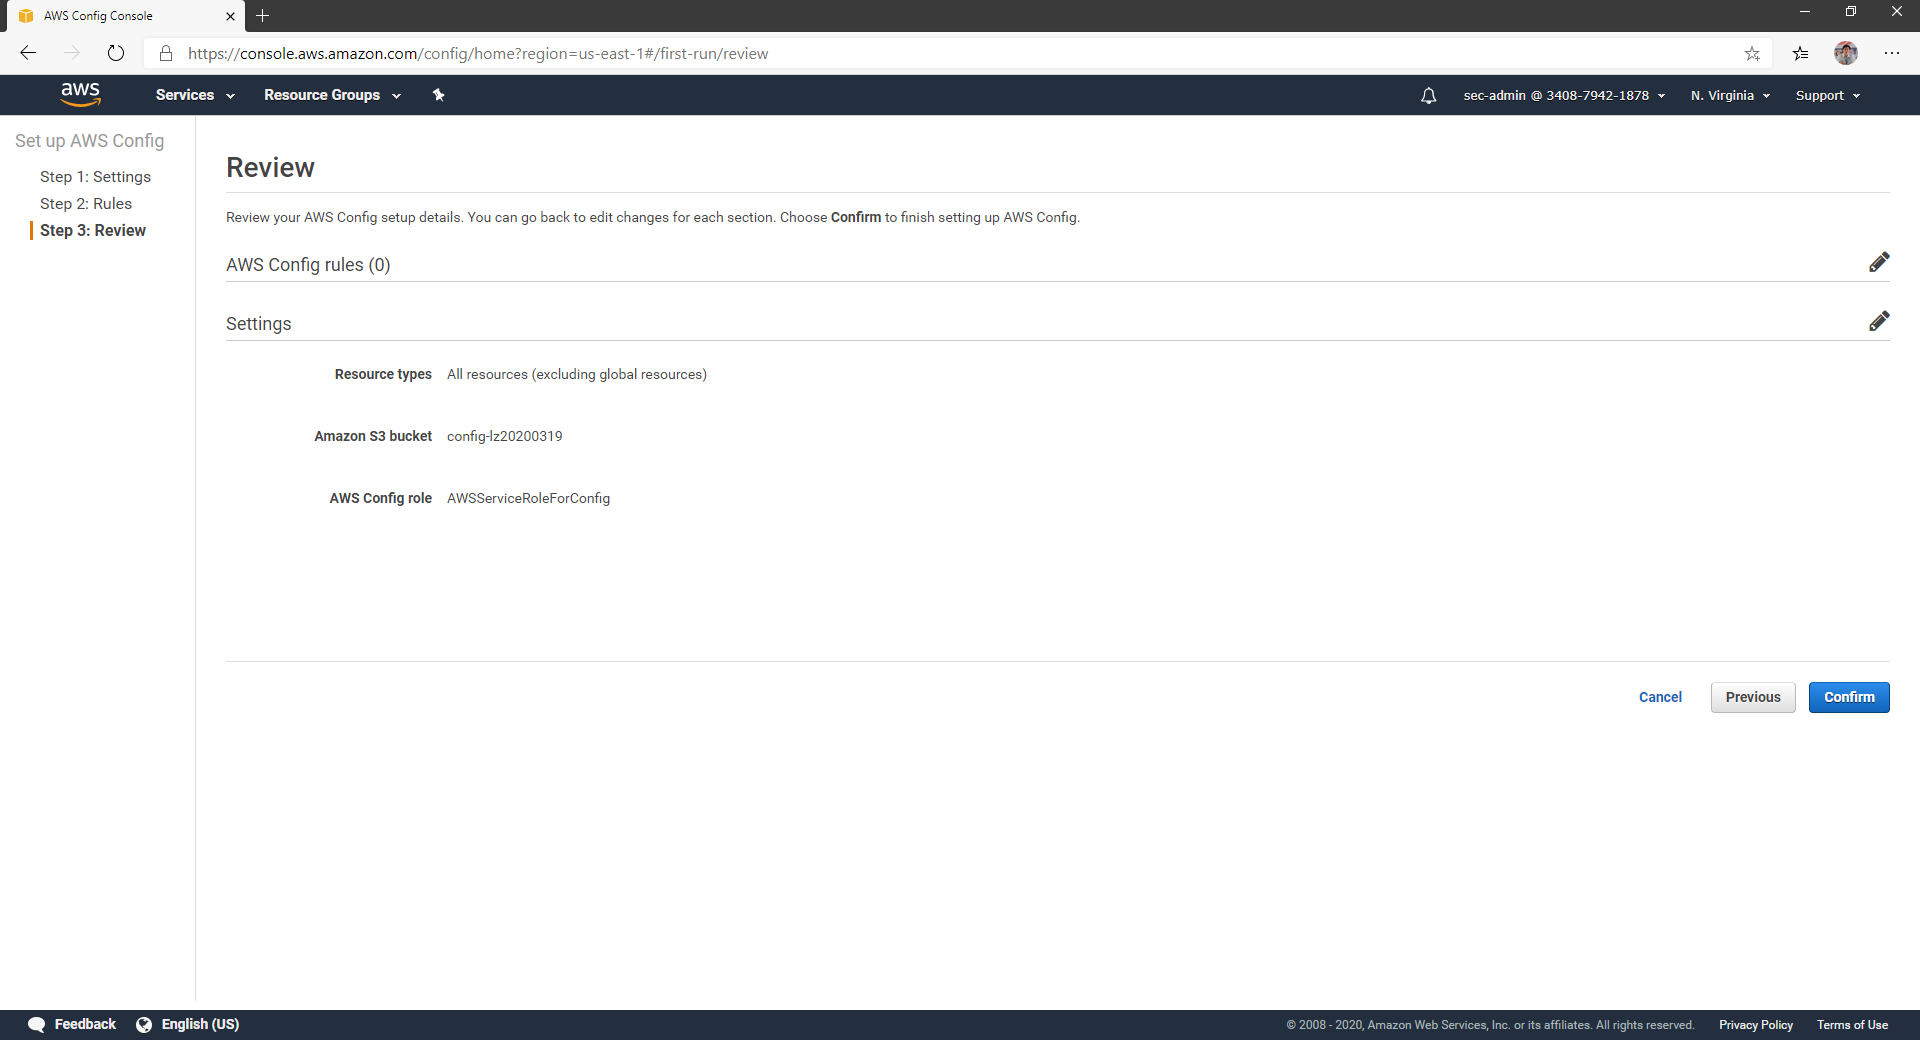 AWS Config Console
https://console.aws.amazon.com/config/home?region=us-east-1#/first-run/review
aws
Services
Resource Groups
sec-admin @ 3408-7942-1878
N. Virginia
Support
Set up AWS Config
Step 1: Settings
Step 2: Rules
Step 3: Review
Review
Review your AWS Config setup details. You can go back to edit changes for each section. Choose Confirm to finish setting up AWS Config.
AWS Config rules (0)
Settings
Resource types All resources (excluding global resources)
Amazon S3 bucket config-lz20200319
AWS Config role AWSServiceRoleForConfig
Cancel
Previous
Confirm
Feedback
English (US)
© 2008 - 2020, Amazon Web Services, Inc. or its affiliates. All rights reserved.
Privacy Policy
Terms of Use